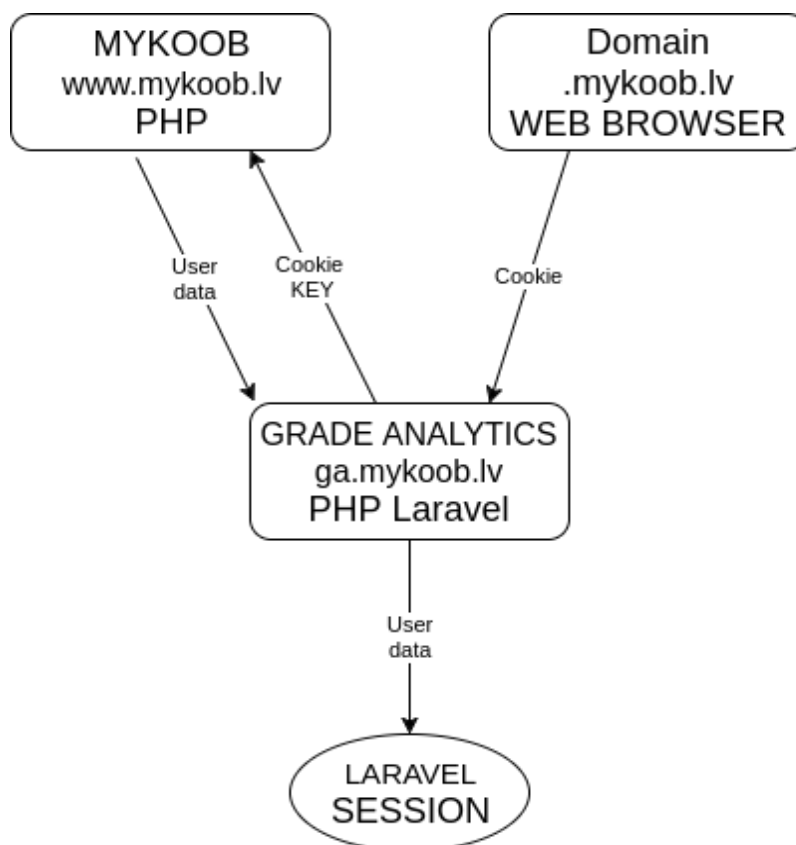 MYKOOB
www.mykoob.lv
PHP
Domain
.mykoob.lv
WEB BROWSER
User
data
Cookie
KEY
Cookie
GRADE ANALYTICS
ga.mykoob.lv
PHP Laravel
User
data
LARAVEL
SESSION